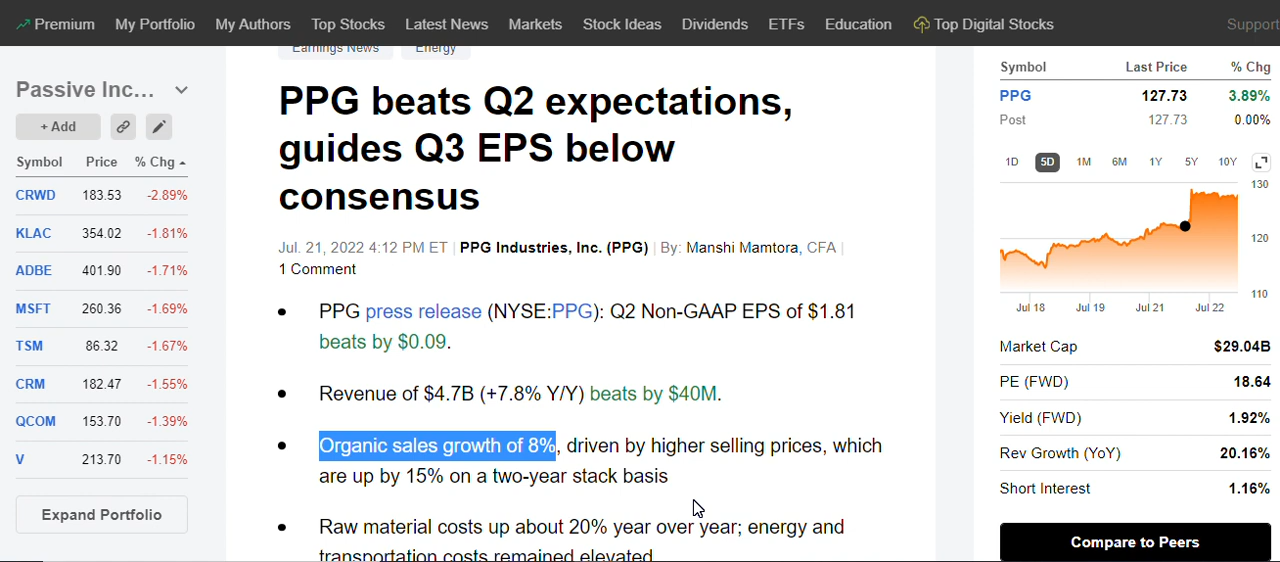 Premium My Portfolio My Authors Top Stocks Latest News Markets Stock Ideas Dividends ETFs Education Top Digital Stocks Support
Passive Inc...
+ Add
Symbol Price % Chg
CRWD 183.53 -2.89%
KLAC 354.02 -1.81%
ADBE 401.90 -1.71%
MSFT 260.36 -1.69%
TSM 86.32 -1.67%
CRM 182.47 -1.55%
QCOM 153.70 -1.39%
V 213.70 -1.15%
Expand Portfolio
Earnings News Energy
PPG beats Q2 expectations,
guides Q3 EPS below
consensus
Jul. 21, 2022 4:12 PM ET | PPG Industries, Inc. (PPG) | By: Manshi Mamtora, CFA |
1 Comment
• PPG press release (NYSE:PPG): Q2 Non-GAAP EPS of $1.81
beats by $0.09.
• Revenue of $4.7B (+7.8% Y/Y) beats by $40M.
• Organic sales growth of 8%, driven by higher selling prices, which
are up by 15% on a two-year stack basis
• Raw material costs up about 20% year over year; energy and
transportation costs remained elevated
Symbol Last Price % Chg
PPG 127.73 3.89%
Post 127.73 0.00%
1D 5D 1M 6M 1Y 5Y 10Y
130
120
110
Jul 18 Jul 19 Jul 21 Jul 22
Market Cap $29.04B
PE (FWD) 18.64
Yield (FWD) 1.92%
Rev Growth (YoY) 20.16%
Short Interest 1.16%
Compare to Peers